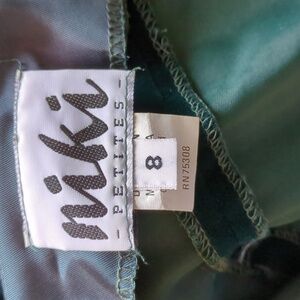 niki
- PETITES -
8
RN75308